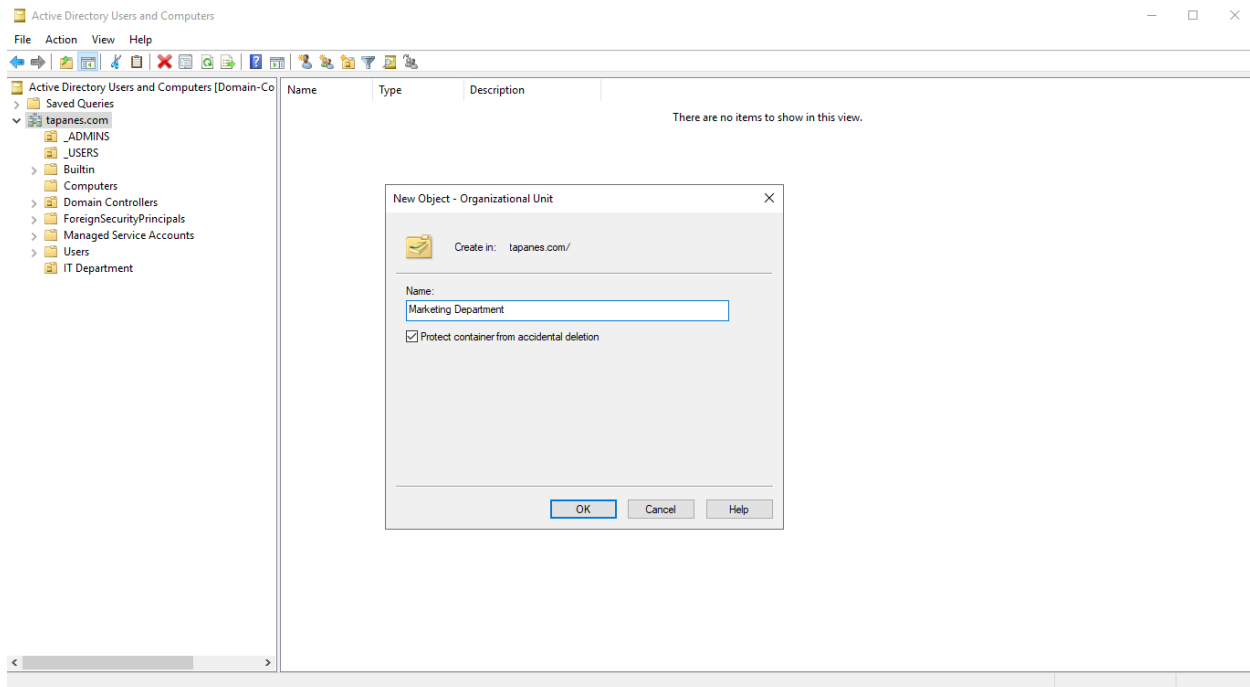 Active Directory Users and Computers
File Action View Help
Active Directory Users and Computers [Domain-Co
Name Type Description
Saved Queries
There are no items to show in this view.
tapanes.com
_ADMINS
_USERS
Builtin
Computers
Domain Controllers
ForeignSecurityPrincipals
Managed Service Accounts
Users
IT Department
New Object - Organizational Unit
Create in: tapanes.com/
Name:
Marketing Department
Protect container from accidental deletion
OK Cancel Help